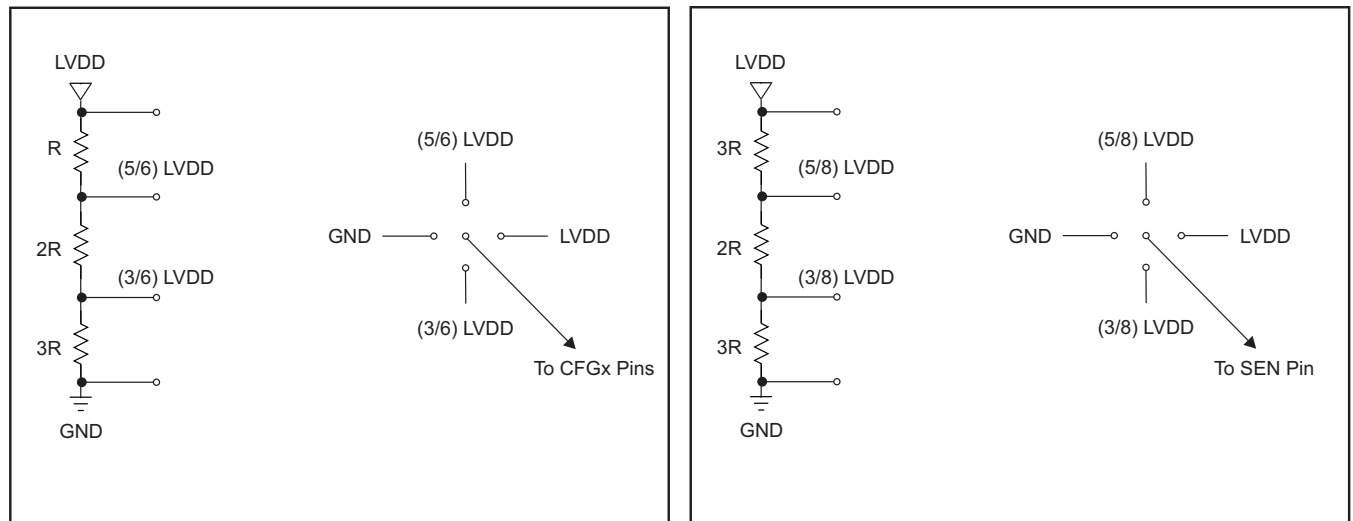 LVDD
R
(5/6) LVDD
2R
(3/6) LVDD
3R
GND
(5/6) LVDD
GND
LVDD
(3/6) LVDD
To CFGx Pins
LVDD
3R
(5/8) LVDD
2R
(3/8) LVDD
3R
GND
(5/8) LVDD
GND
LVDD
(3/8) LVDD
To SEN Pin